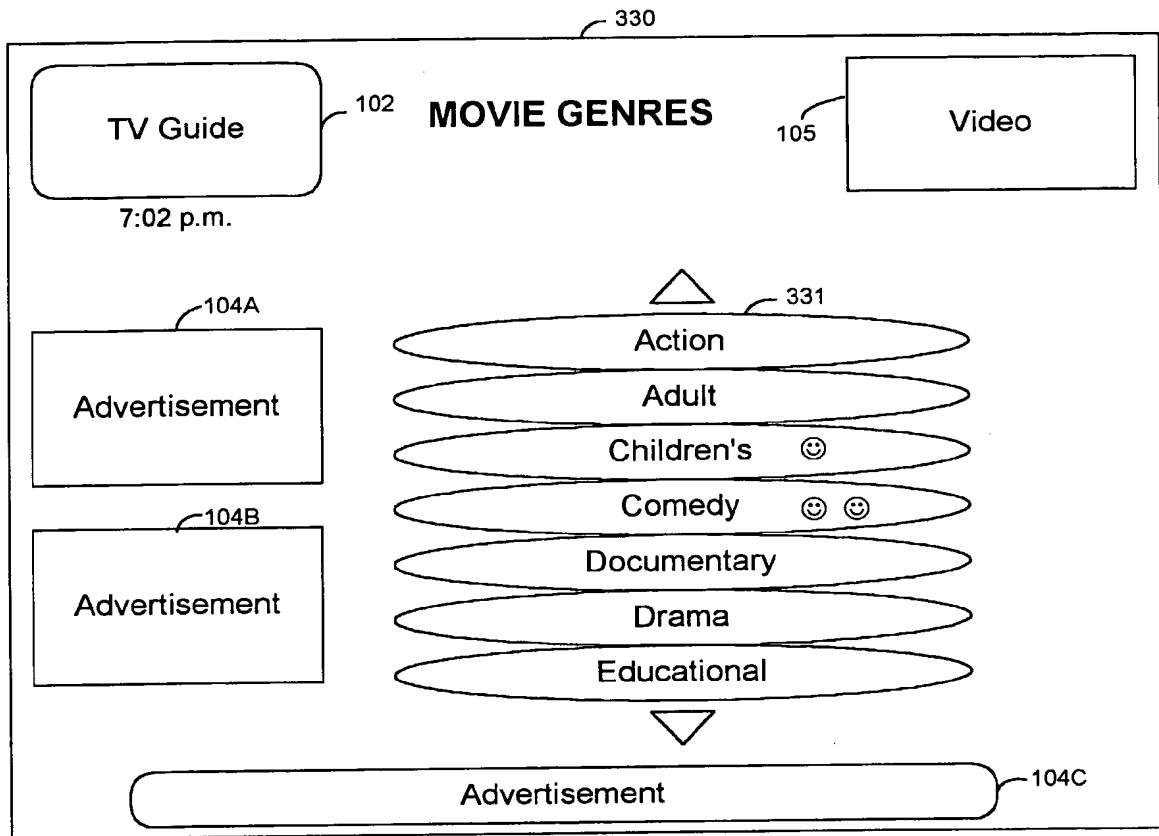 330
TV Guide
102
MOVIE GENRES
105
Video
7:02 p.m.
104A
Advertisement
104B
Advertisement
331
Action
Adult
Children's ☺
Comedy ☺ ☺
Documentary
Drama
Educational
Advertisement
104C